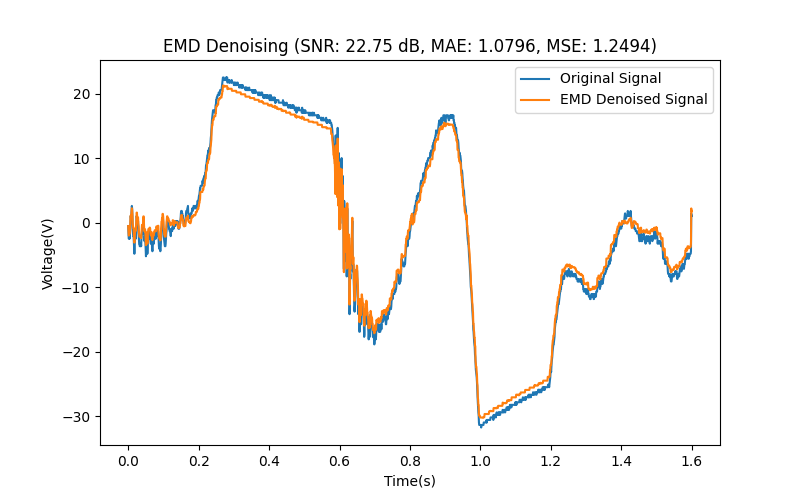 EMD Denoising (SNR: 22.75 dB, MAE: 1.0796, MSE: 1.2494)
Original Signal
EMD Denoised Signal
Voltage(V)
20
10
0
−10
−20
−30
0.0 0.2 0.4 0.6 0.8 1.0 1.2 1.4 1.6
Time(s)